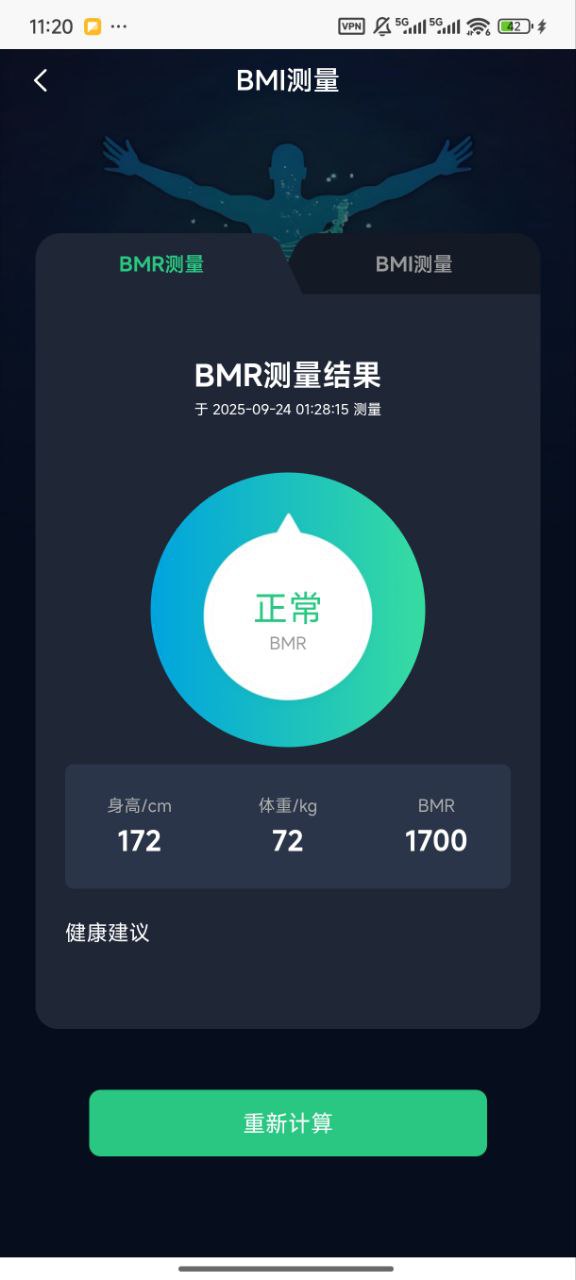 11:20 ... VPN 5G 5G 6 42
BMI测量
BMR测量 BMI测量
BMR测量结果
于 2025-09-24 01:28:15 测量
正常
BMR
身高/cm 体重/kg BMR
172 72 1700
健康建议
重新计算